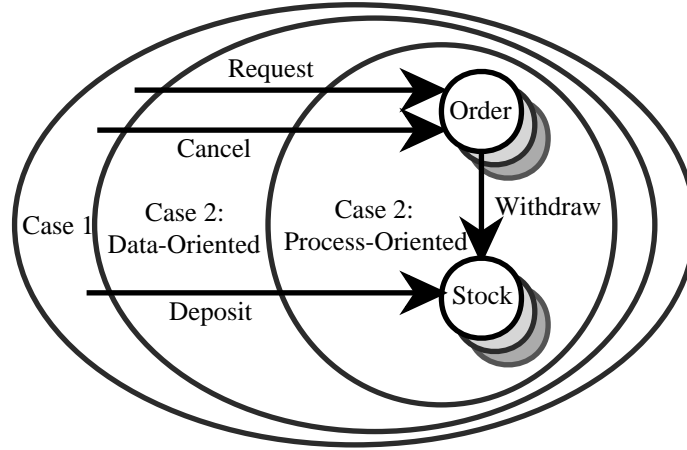 Request
Order
Cancel
Case 1
Case 2:
Data-Oriented
Case 2:
Process-Oriented
Withdraw
Deposit
Stock